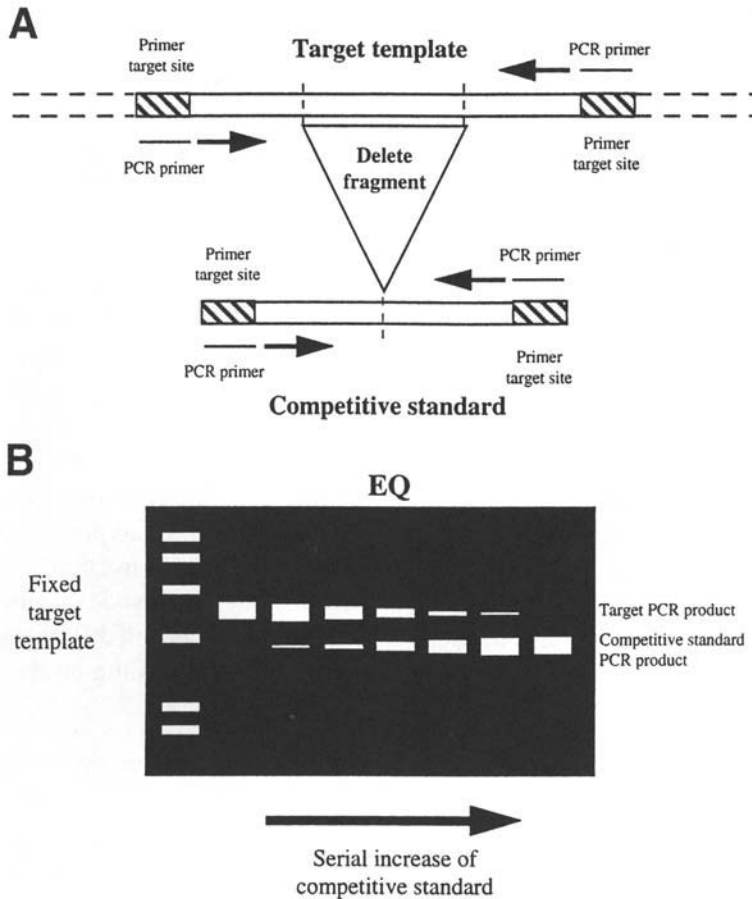 A
Primer
target site
Target template
PCR primer
PCR primer
Delete
fragment
Primer
target site
Primer
target site
PCR primer
PCR primer
Primer
target site
Competitive standard
B
EQ
Fixed
target
template
Target PCR product
Competitive standard
PCR product
Serial increase of
competitive standard